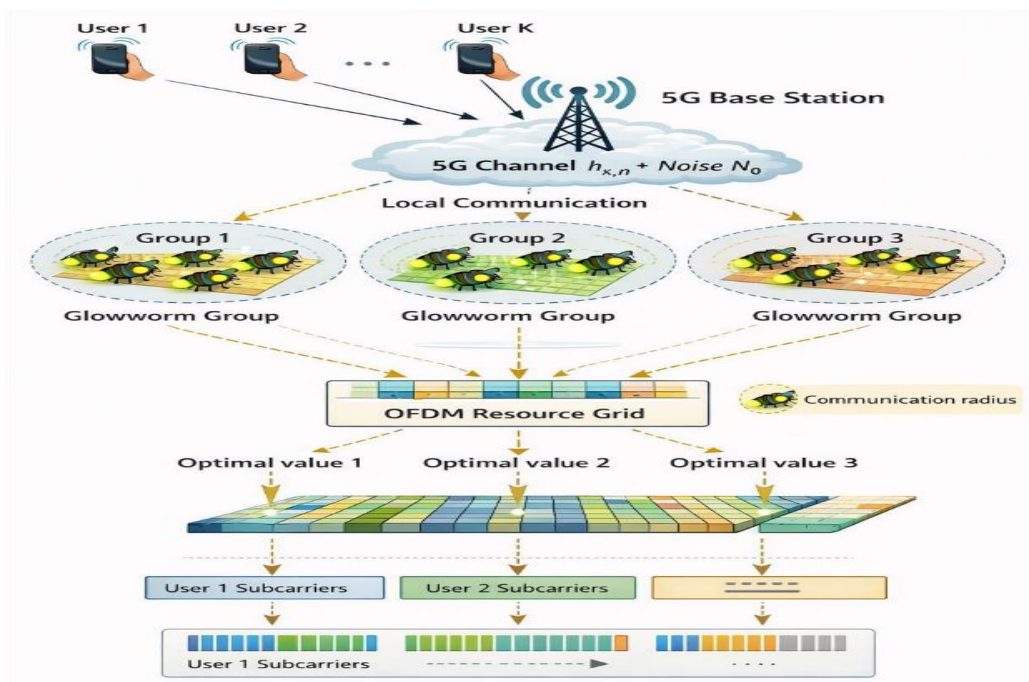 User 1
User 2
User K
5G Base Station
5G Channel h_{x,n} + Noise N_0
Local Communication
Group 1
Group 2
Group 3
Glowworm Group
Glowworm Group
Glowworm Group
OFDM Resource Grid
Communication radius
Optimal value 1
Optimal value 2
Optimal value 3
User 1 Subcarriers
User 2 Subcarriers
User 1 Subcarriers